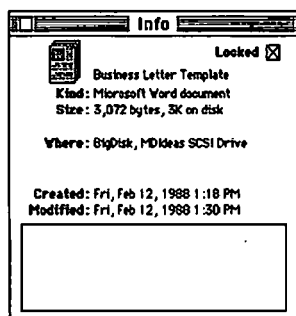 Info
Locked
Business Letter Template
Kind: Microsoft Word document
Size: 3,072 bytes, 3K on disk
Where: BigDisk, MDIdeas SCSI Drive
Created: Fri, Feb 12, 1988 1:18 PM
Modified: Fri, Feb 12, 1988 1:30 PM